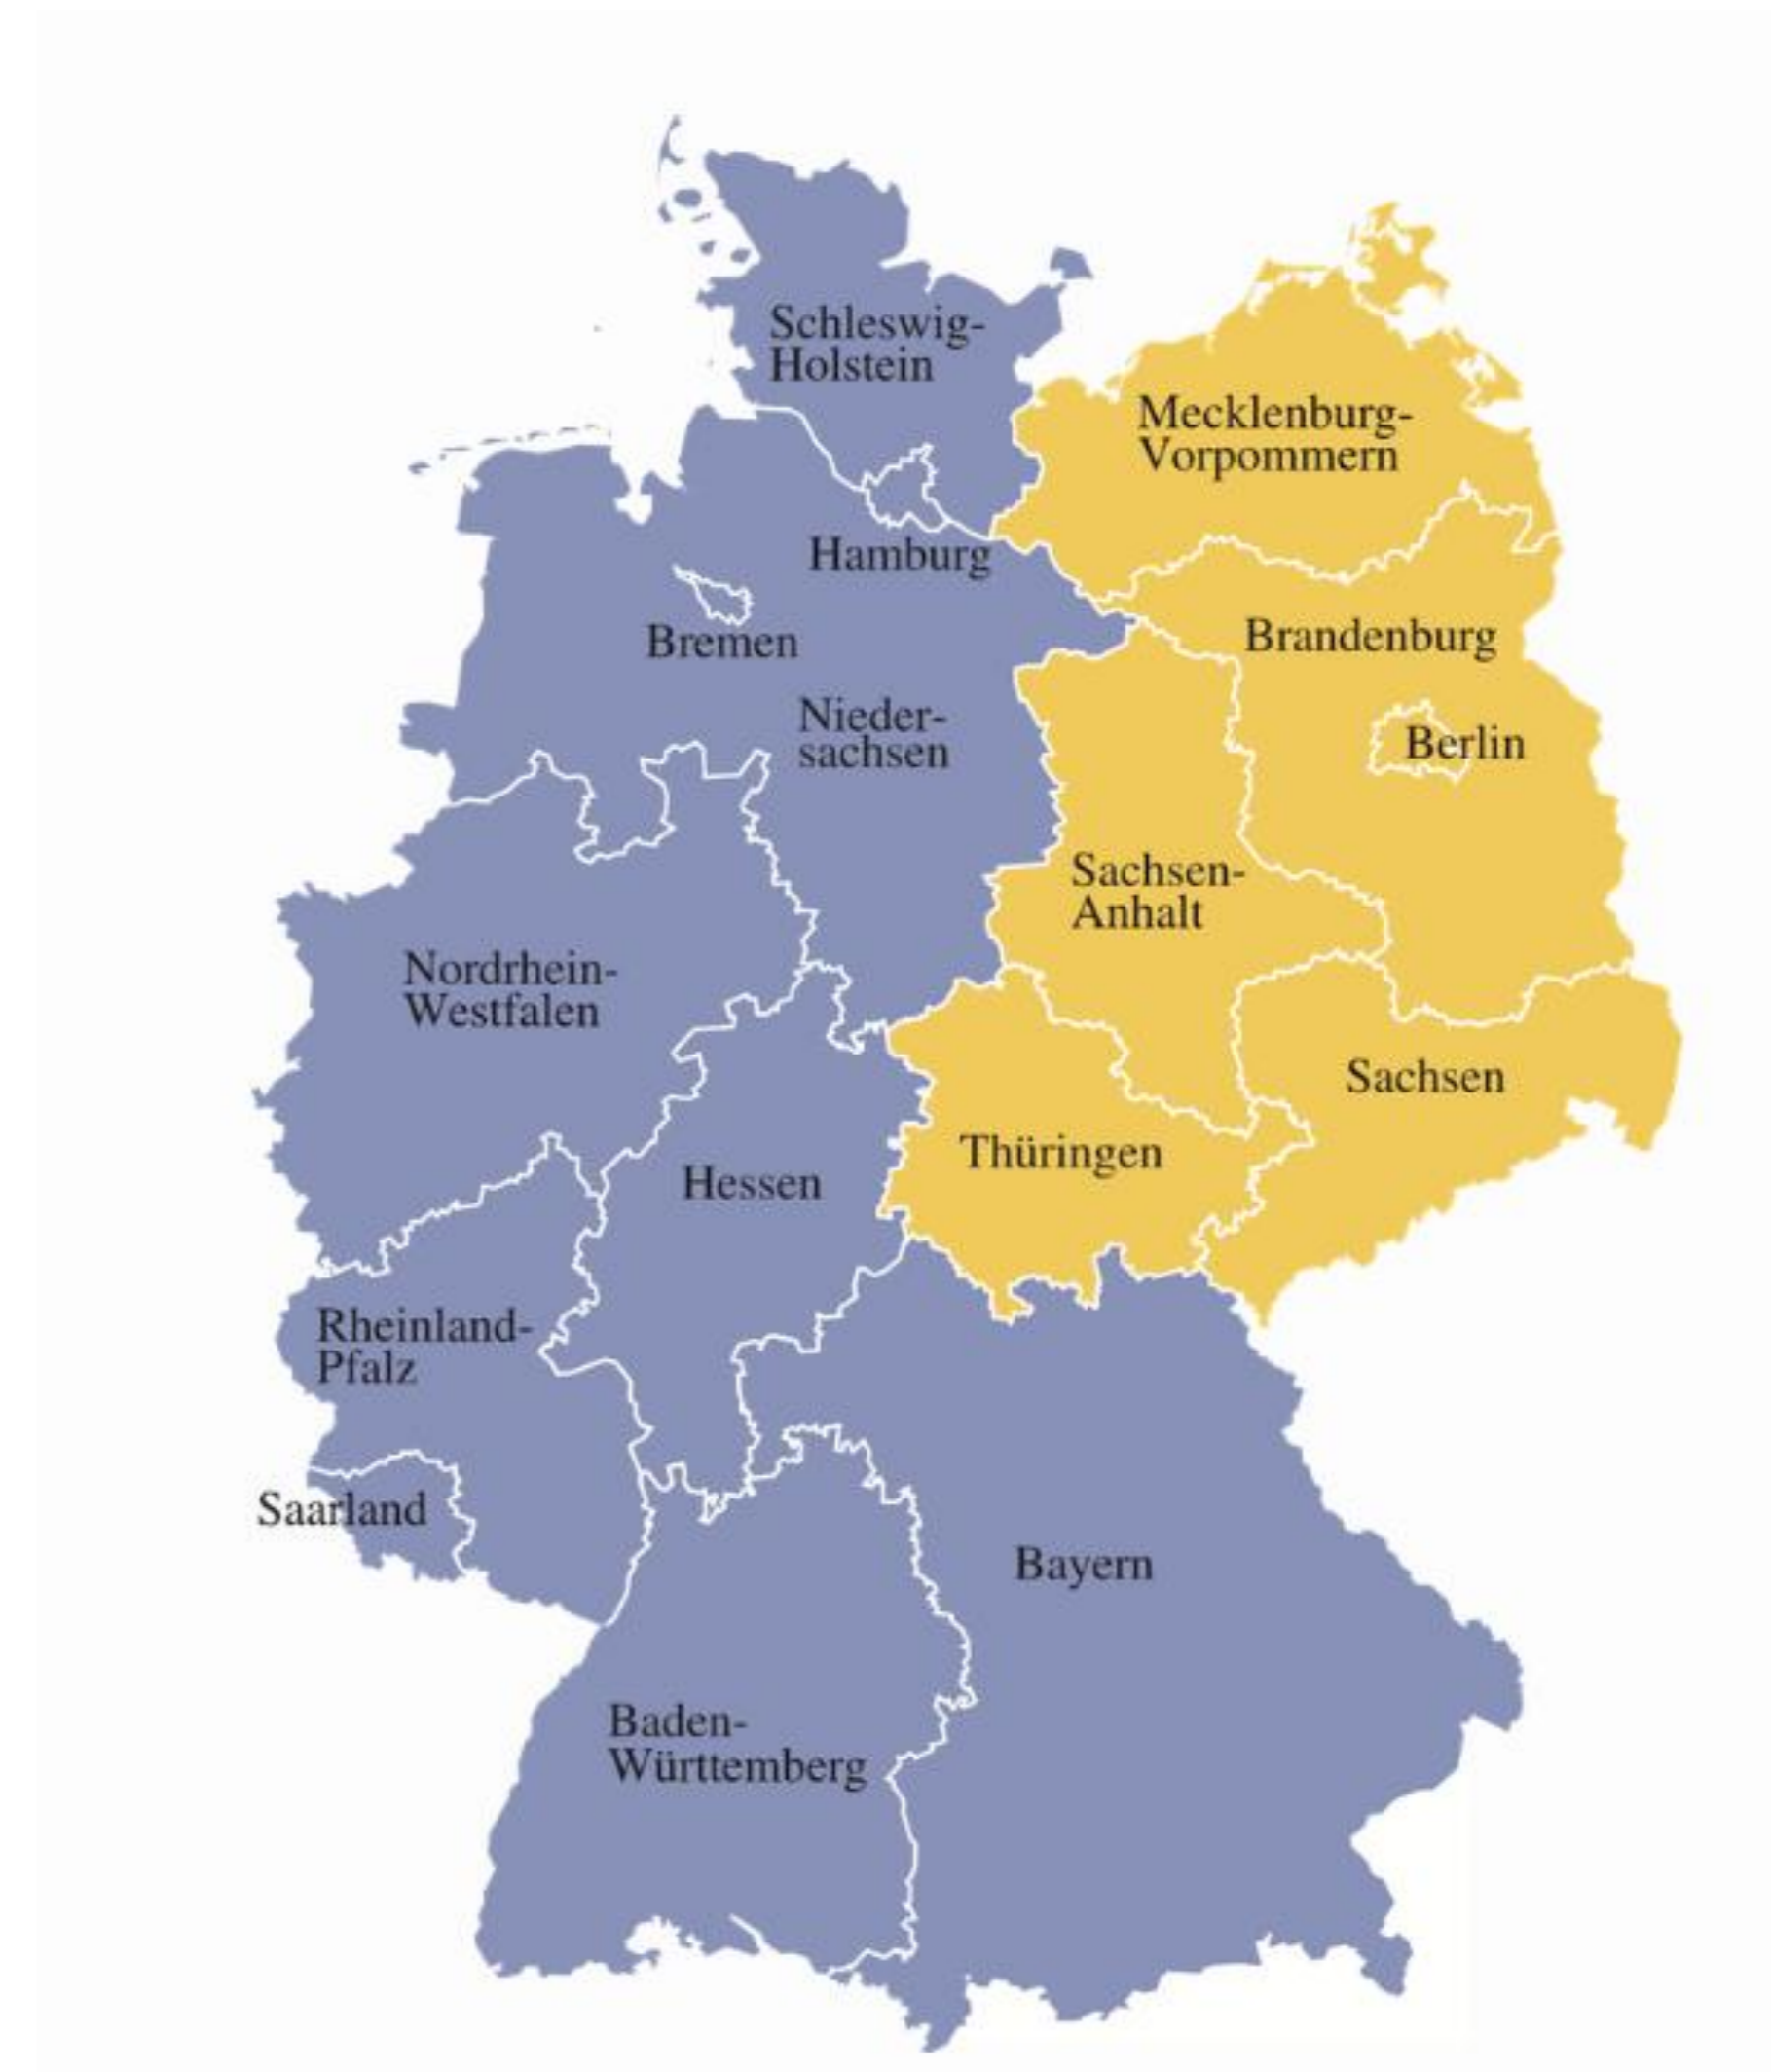 Schleswig-
Holstein
Mecklenburg-
Vorpommern
Hamburg
Bremen
Brandenburg
Nieder-
sachsen
Berlin
Sachsen-
Anhalt
Nordrhein-
Westfalen
Sachsen
Thüringen
Hessen
Rheinland-
Pfalz
Saarland
Bayern
Baden-
Württemberg